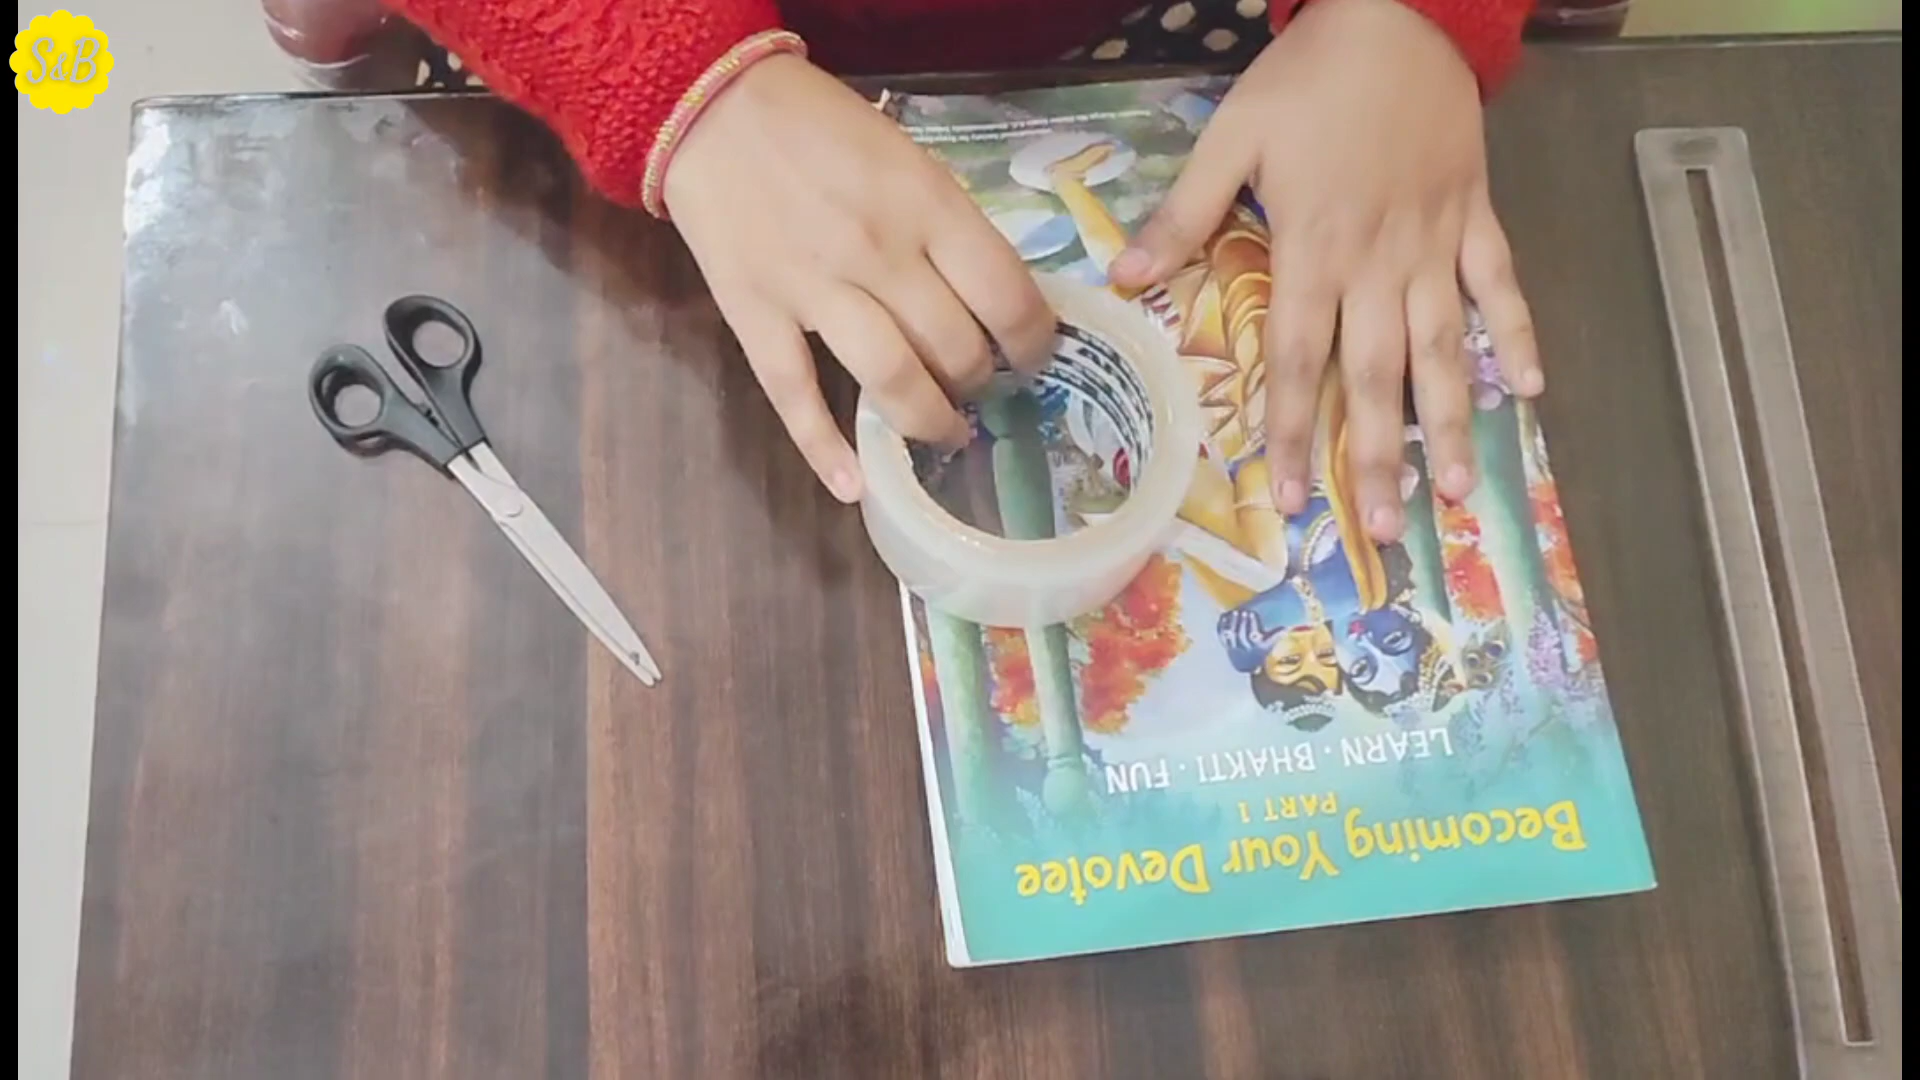 S&B
Becoming Your Devotee
PART 1
LEARN · BHAKTI · FUN